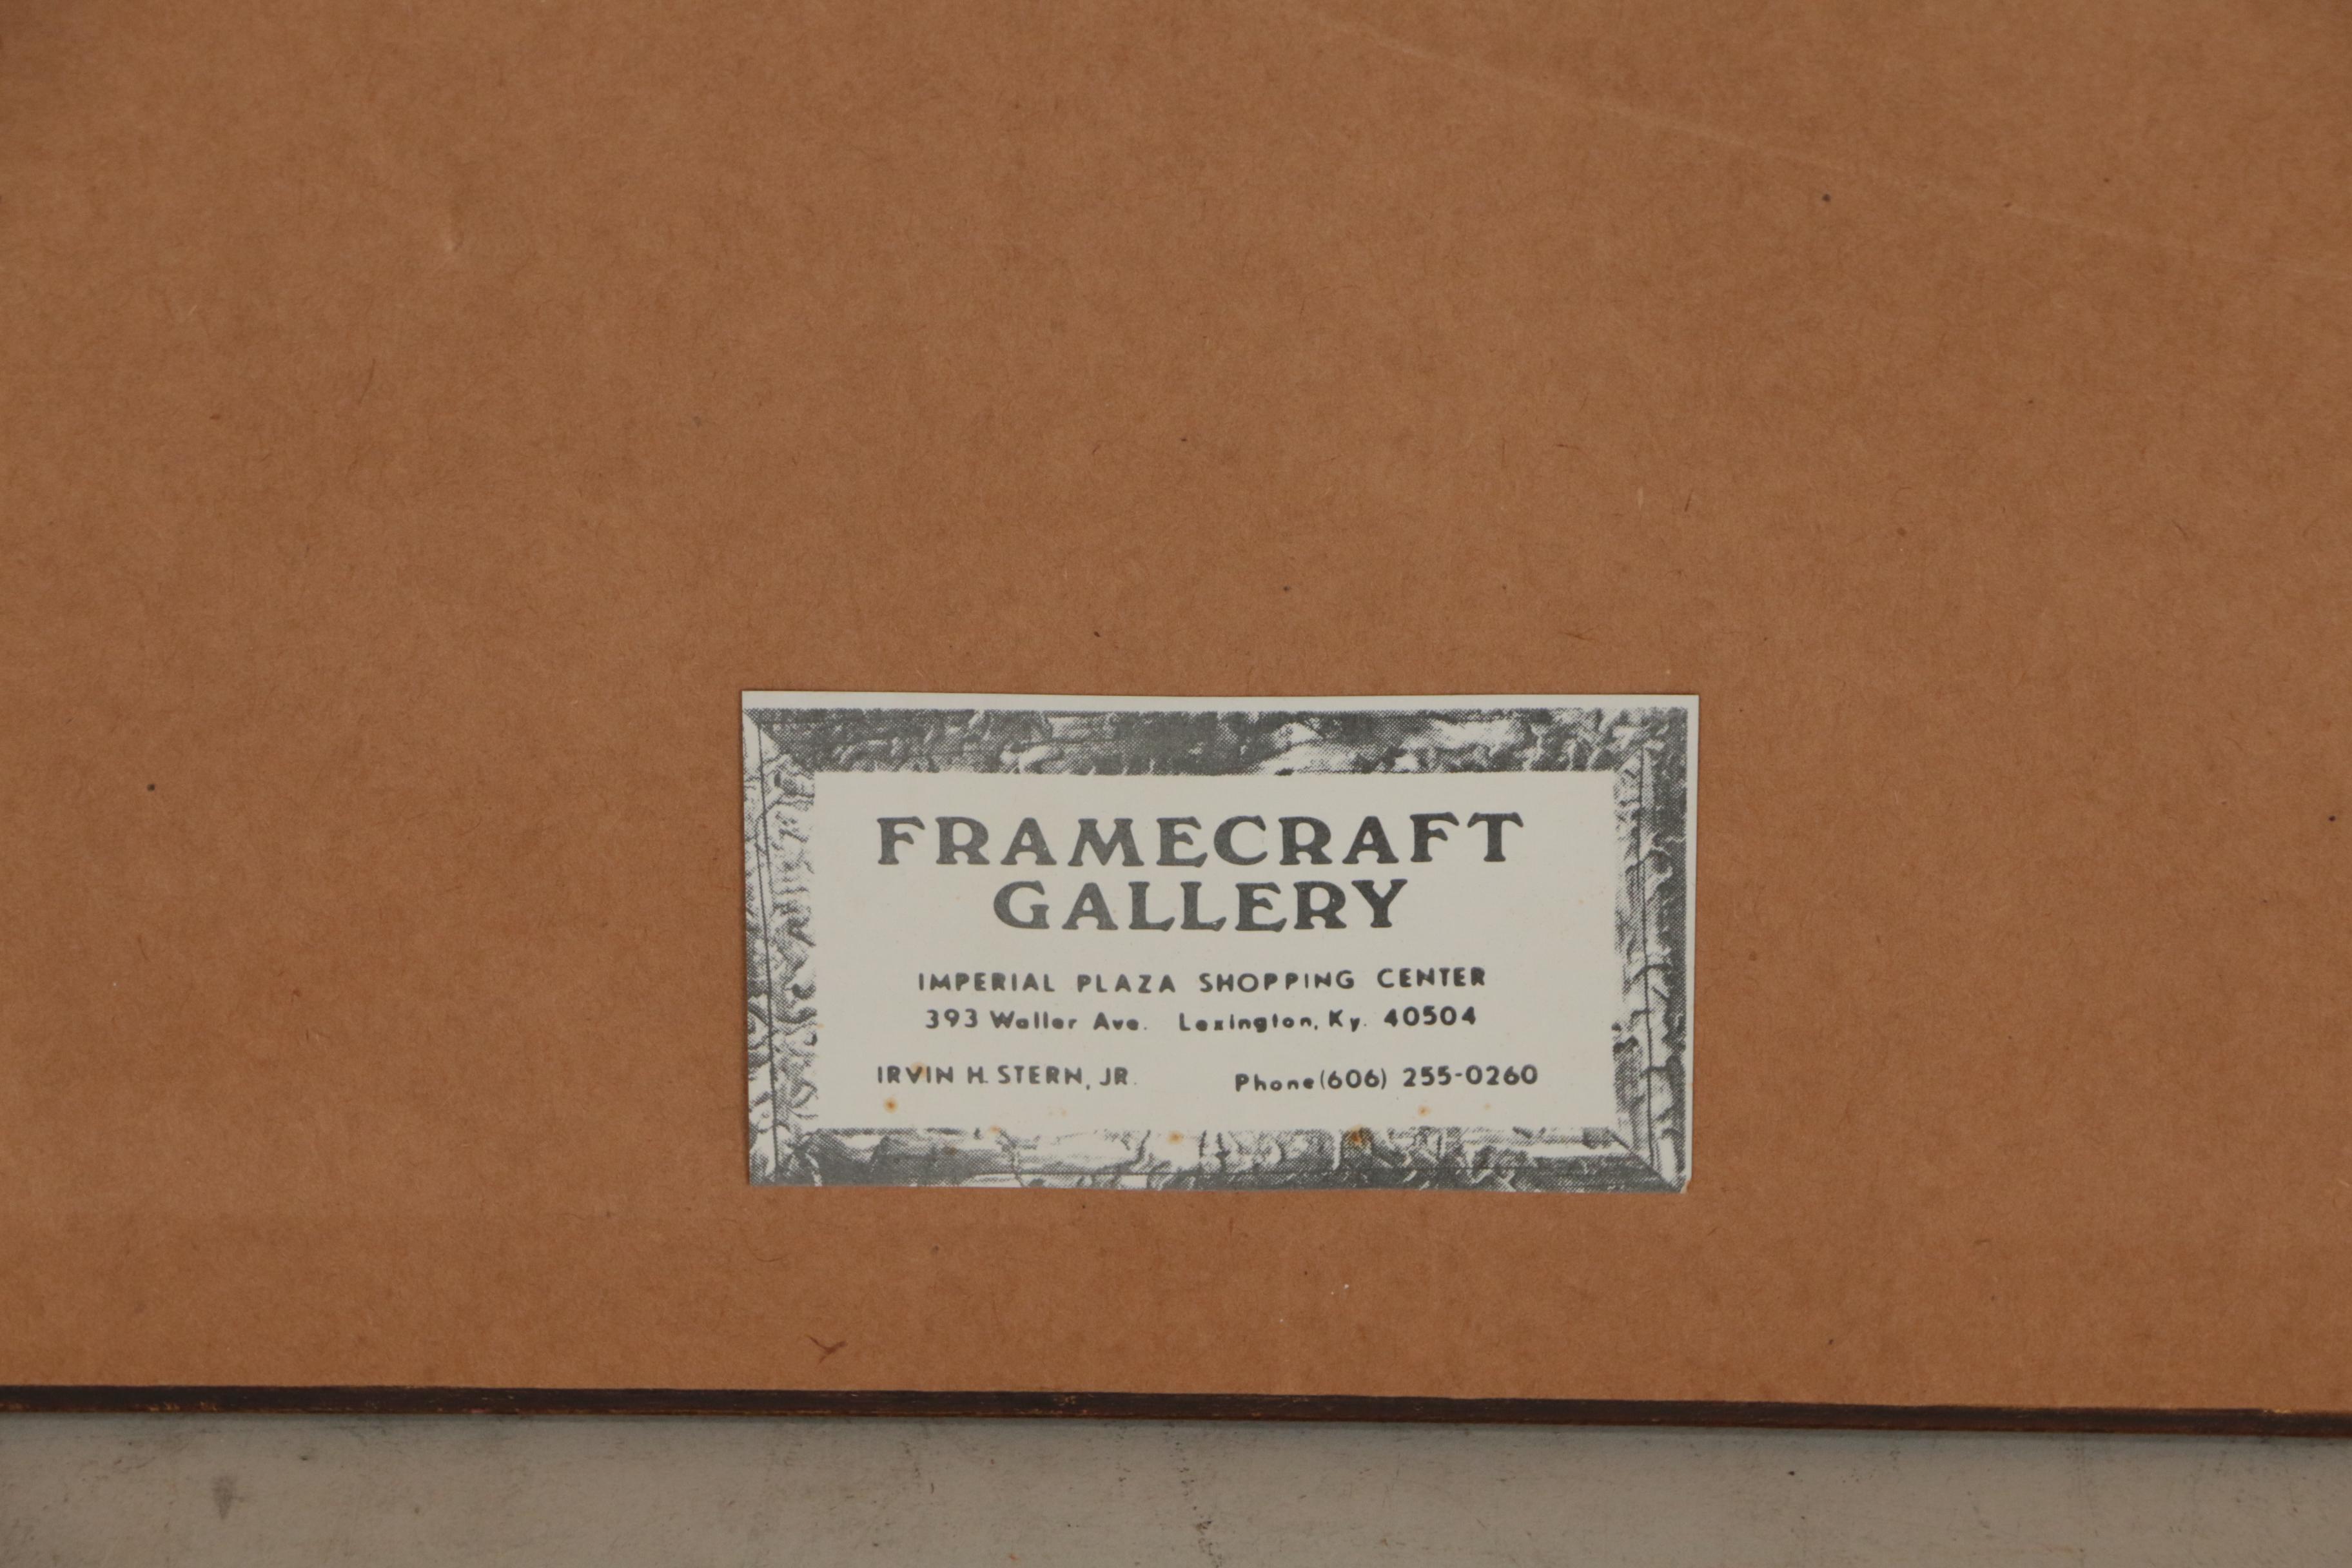 FRAMECRAFT
GALLERY
IMPERIAL PLAZA SHOPPING CENTER
393 Waller Ave. Lexington, Ky. 40504
IRVIN H. STERN, JR. Phone (606) 255-0260